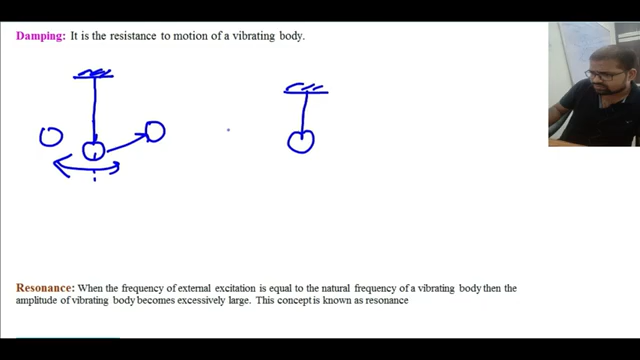 Damping: It is the resistance to motion of a vibrating body.
Resonance: When the frequency of external excitation is equal to the natural frequency of a vibrating body then the
amplitude of vibrating body becomes excessively large. This concept is known as resonance